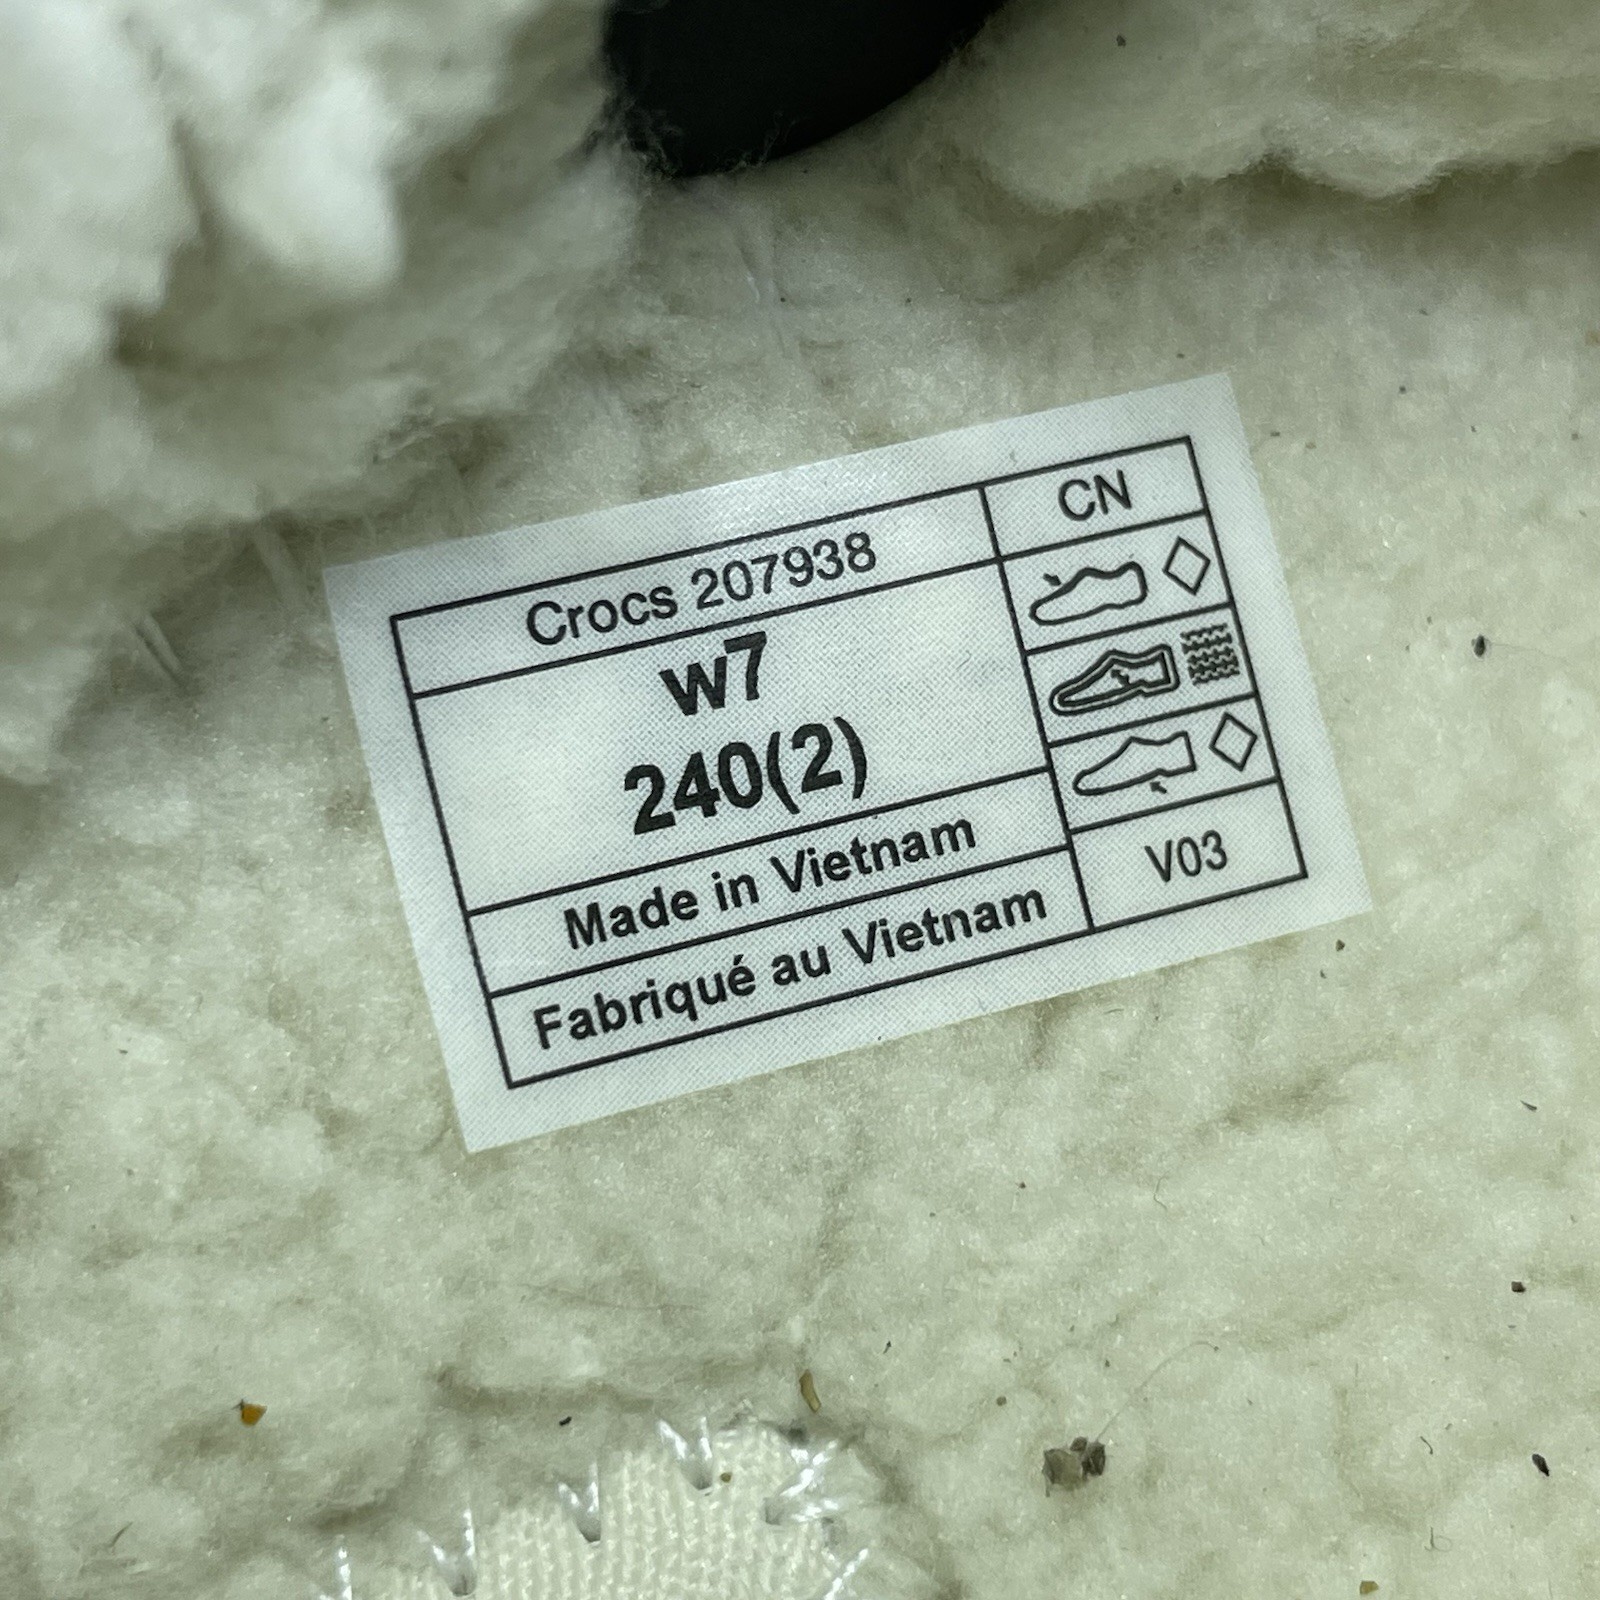 Crocs 207938
CN
w7
240(2)
Made in Vietnam
Fabriqué au Vietnam
V03